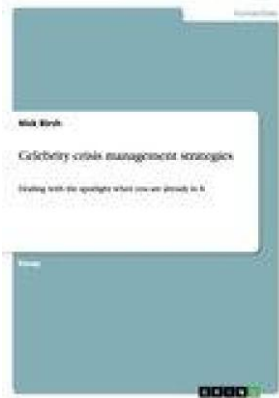 Nick Birch
Celebrity crisis management strategies
Dealing with the spotlight when you are already in it
Essay
GRIN